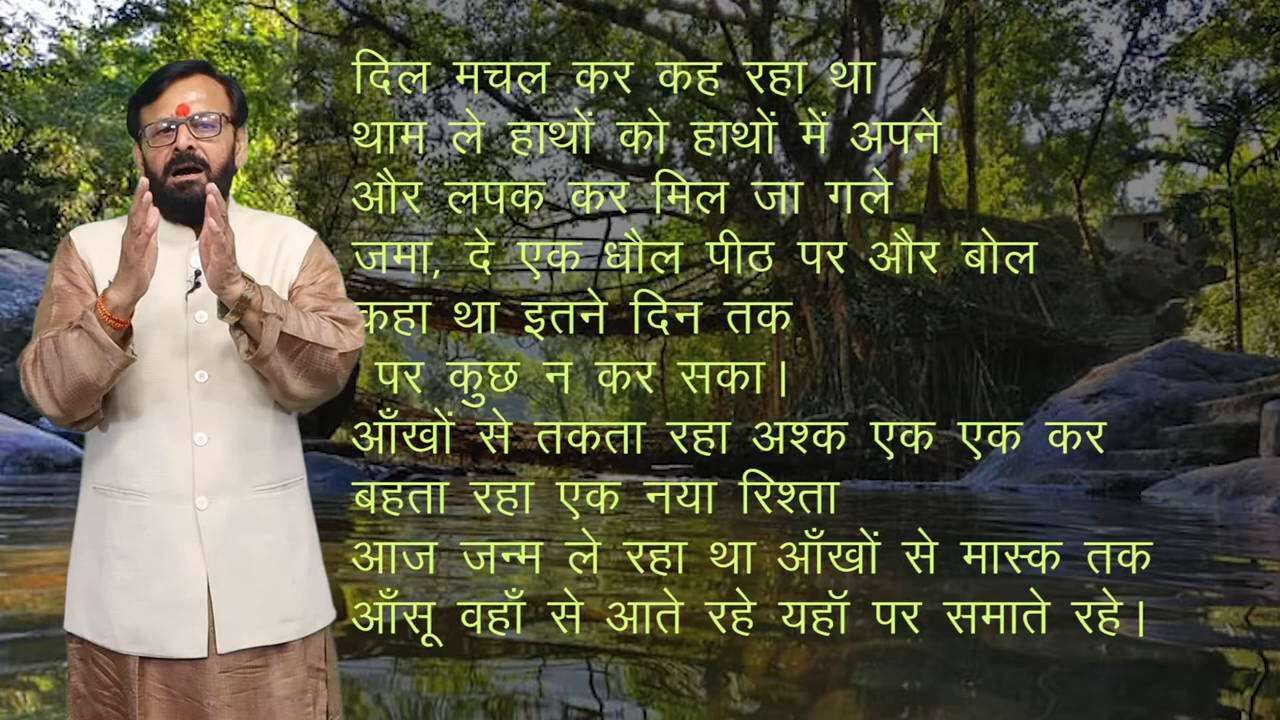 दिल मचल कर कह रहा था
थाम ले हाथों को हाथों में अपने
और लपक कर मिल जा गले
जमा, दे एक धौल पीठ पर और बोल
कहा था इतने दिन तक
पर कुछ न कर सका।
आँखों से तकता रहा अश्क एक एक कर
बहता रहा एक नया रिश्ता
आज जन्म ले रहा था आँखों से मास्क तक
आँसू वहाँ से आते रहे यहॉ पर समाते रहे।